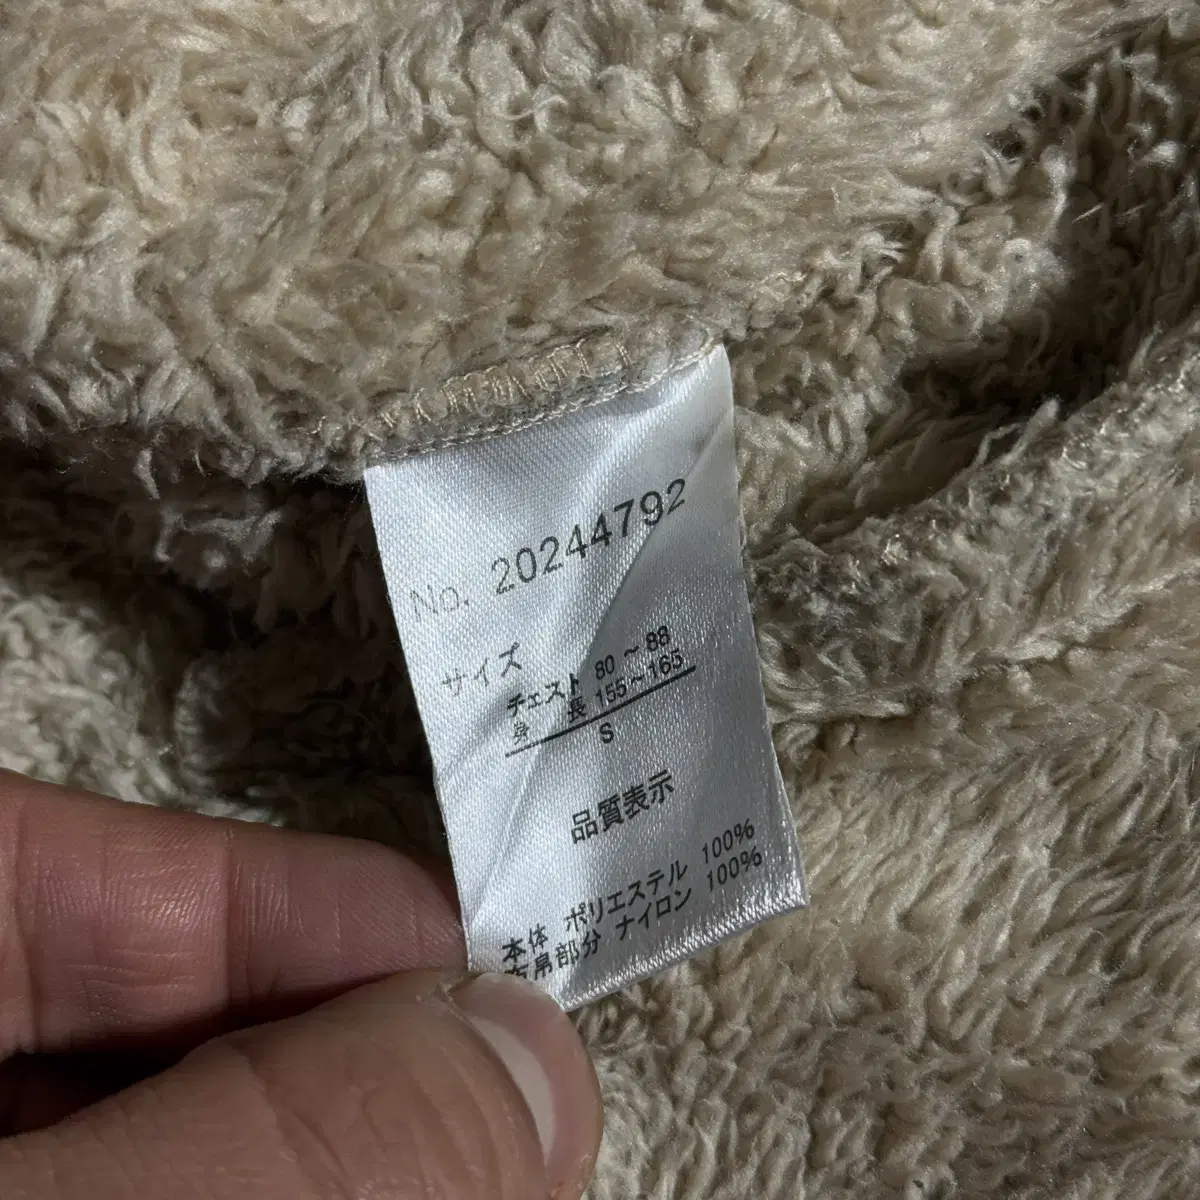 No. 20244792
サイズ
チェスト 80～88
身 長 155～165
S
品質表示
本体 ポリエステル 100%
布帛部分 ナイロン 100%